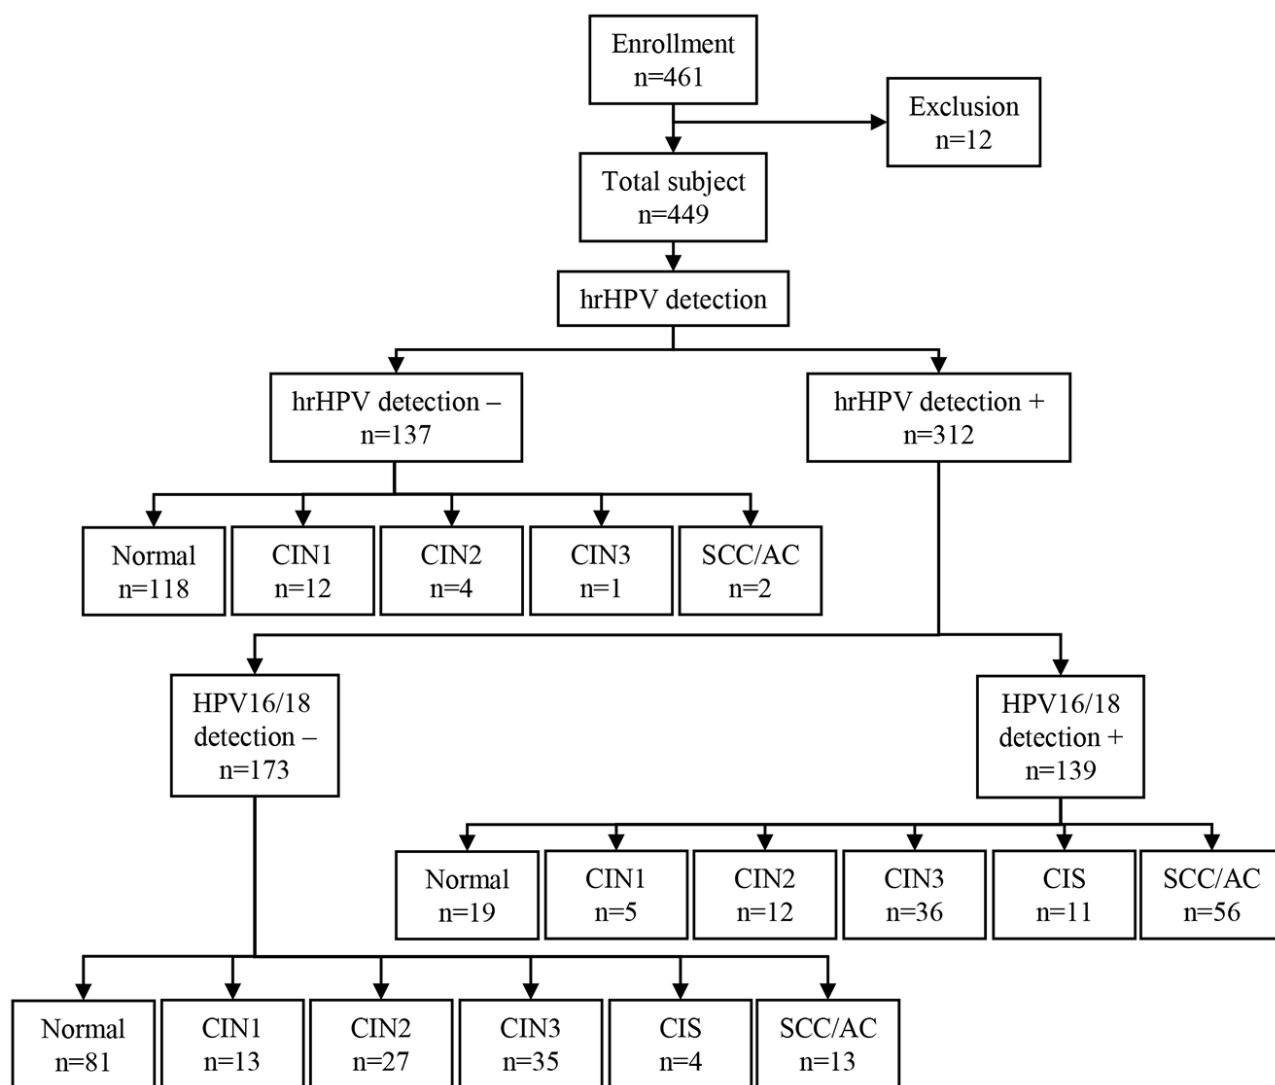 Enrollment
n=461
Exclusion
n=12
Total subject
n=449
hrHPV detection
hrHPV detection –
n=137
hrHPV detection +
n=312
Normal
n=118
CIN1
n=12
CIN2
n=4
CIN3
n=1
SCC/AC
n=2
HPV16/18
detection –
n=173
HPV16/18
detection +
n=139
Normal
n=19
CIN1
n=5
CIN2
n=12
CIN3
n=36
CIS
n=11
SCC/AC
n=56
Normal
n=81
CIN1
n=13
CIN2
n=27
CIN3
n=35
CIS
n=4
SCC/AC
n=13